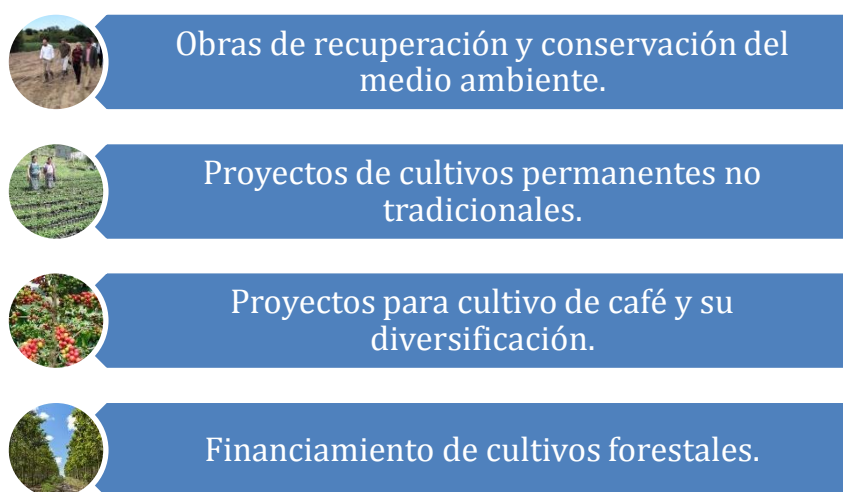 Obras de recuperación y conservación del
medio ambiente.
Proyectos de cultivos permanentes no
tradicionales.
Proyectos para cultivo de café y su
diversificación.
Financiamiento de cultivos forestales.